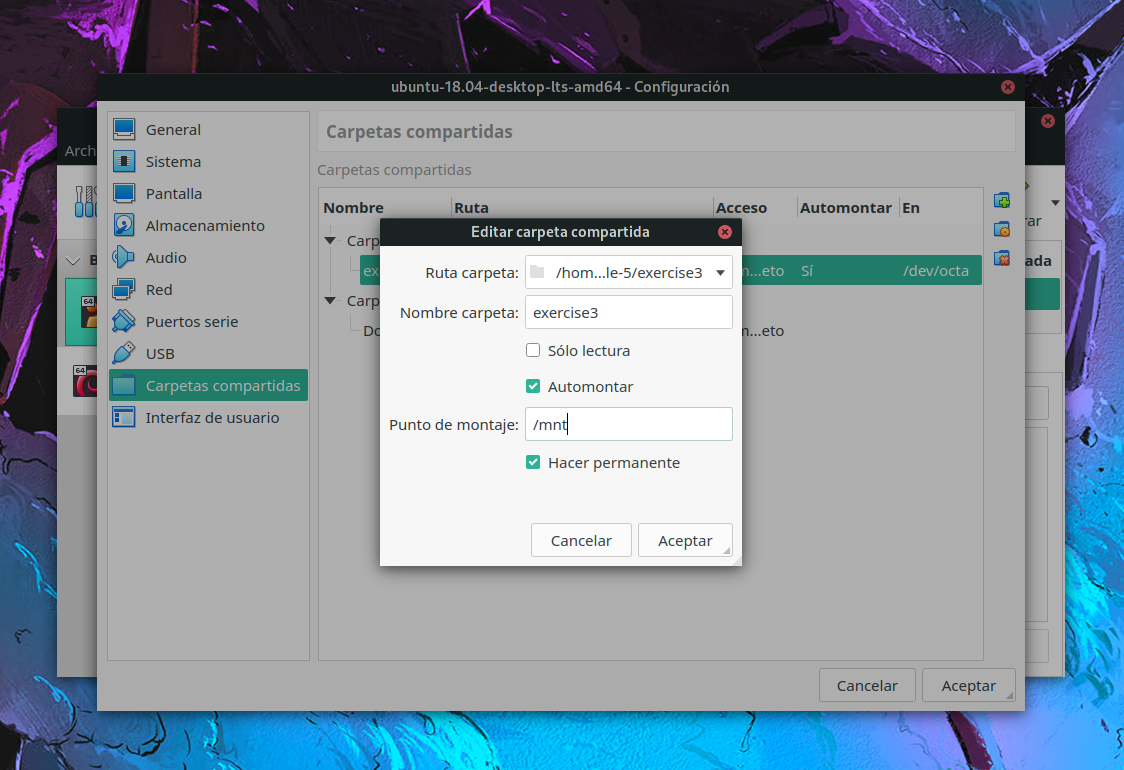 ubuntu-18.04-desktop-lts-amd64 - Configuración
Arch
General
Sistema
Pantalla
Almacenamiento
Audio
Red
Puertos serie
USB
Carpetas compartidas
Interfaz de usuario
Carpetas compartidas
Carpetas compartidas
Nombre Ruta Acceso Automontar En
Carp
ex m...eto Sí /dev/octa
Carp
Do m...eto
Editar carpeta compartida
Ruta carpeta: /hom...le-5/exercise3
Nombre carpeta: exercise3
Sólo lectura
Automontar
Punto de montaje: /mnt
Hacer permanente
Cancelar Aceptar
Cancelar Aceptar
rar
ada
B
64
64